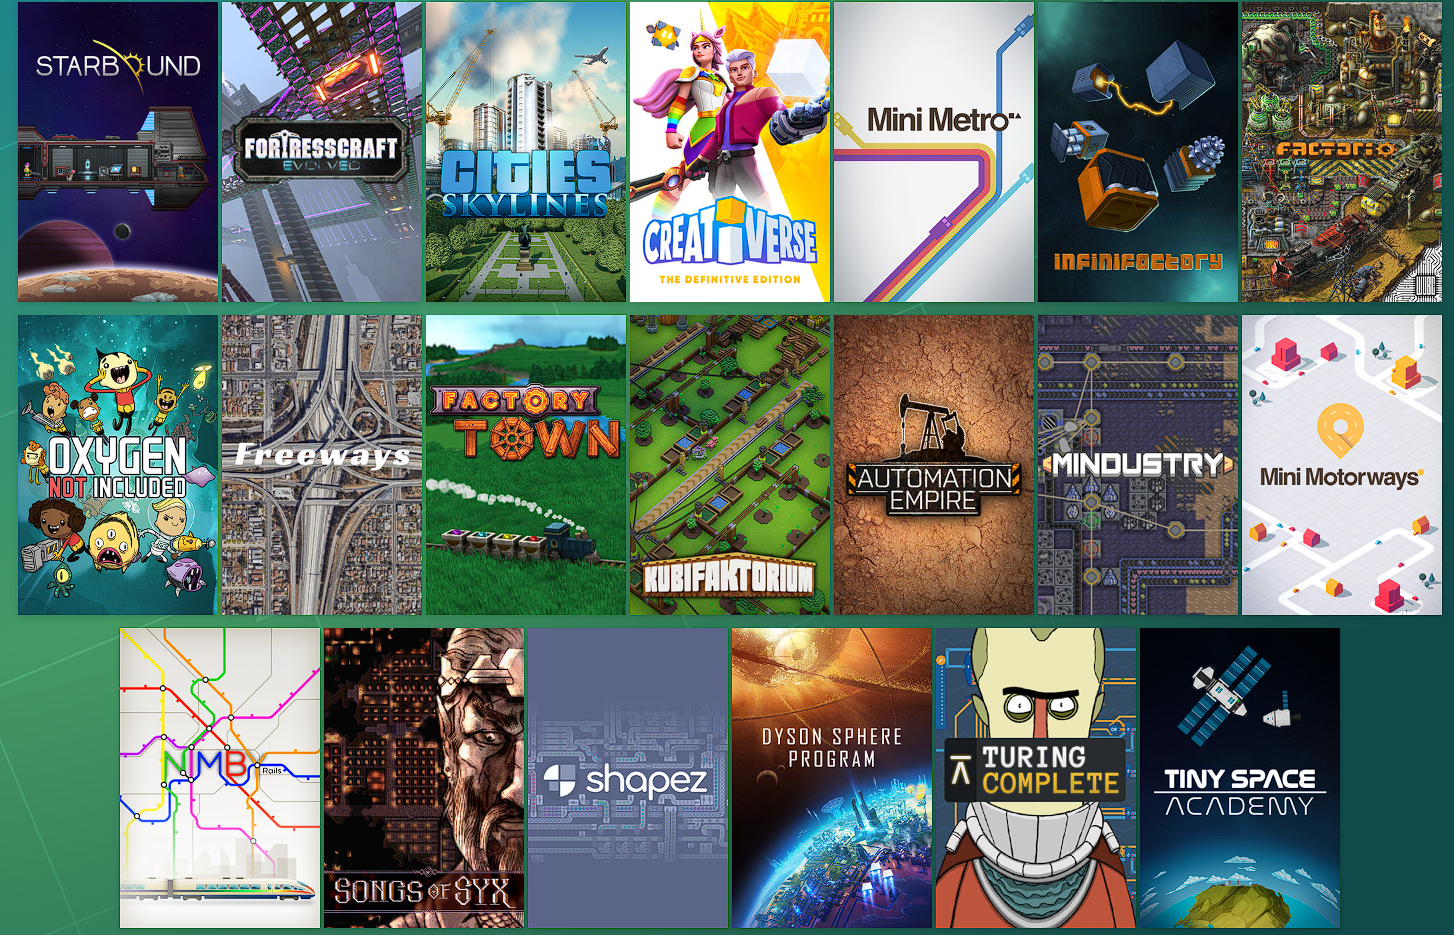 STARBOUND
FORTRESSCRAFT
EVOLVED
CITIES
SKYLINES
CREATIVERSE
THE DEFINITIVE EDITION
Mini Metro
INFINIFACTORY
FACTORIO
OXYGEN
NOT INCLUDED
Freeways
FACTORY
TOWN
KUBIFAKTORIUM
AUTOMATION
EMPIRE
MINDUSTRY
Mini Motorways
NIMBY
Rails
SONGS OF SYX
shapez
DYSON SPHERE
PROGRAM
TURING
COMPLETE
TINY SPACE
ACADEMY